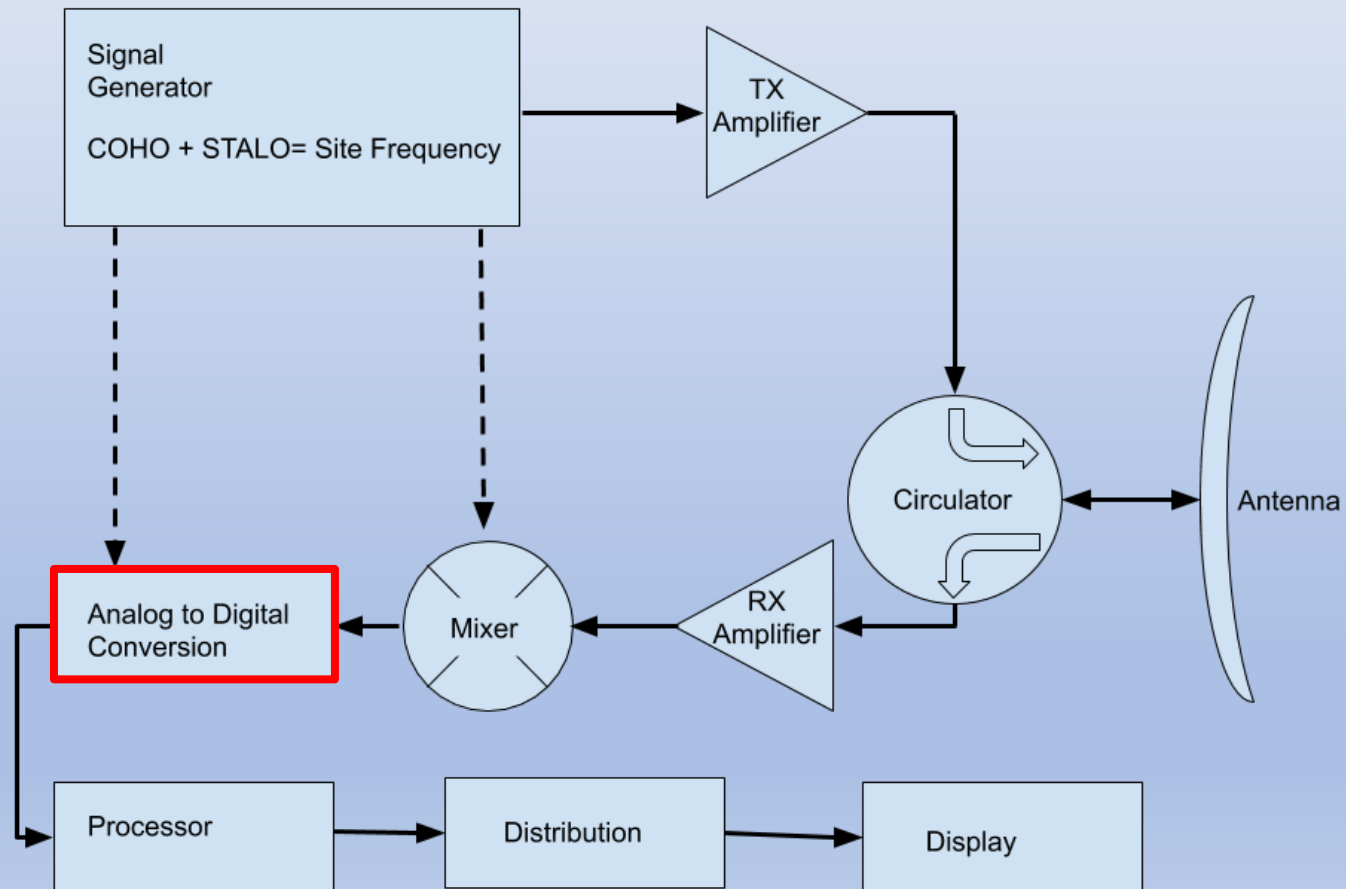 Signal
Generator
COHO + STALO= Site Frequency
TX
Amplifier
Circulator
Antenna
Analog to Digital
Conversion
Mixer
RX
Amplifier
Processor
Distribution
Display